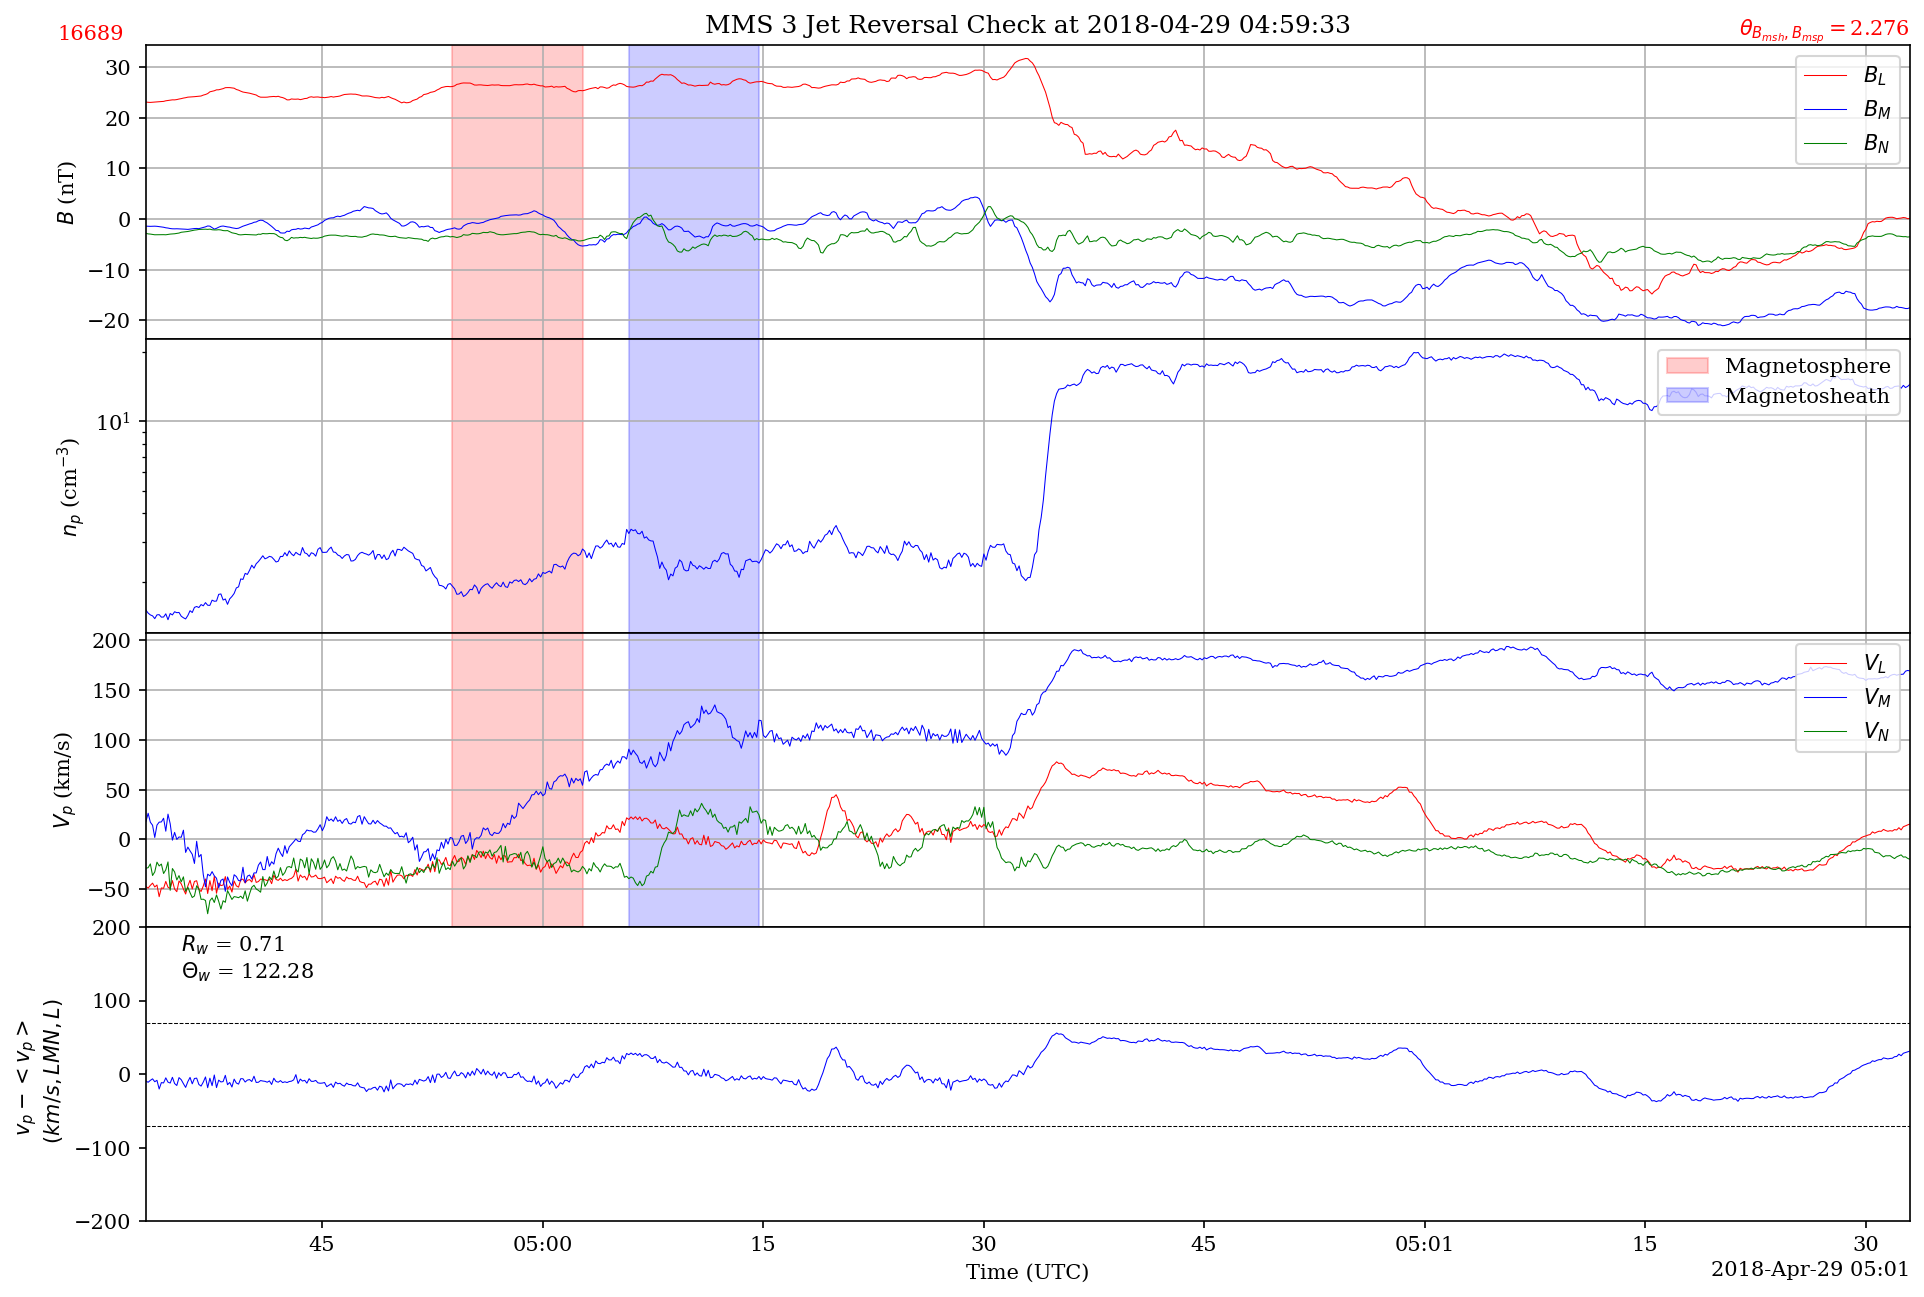 16689
MMS 3 Jet Reversal Check at 2018-04-29 04:59:33
θ_{B_{msh}, B_{msp}} = 2.276
30
20
10
0
−10
−20
B (nT)
B_L
B_M
B_N
10^1
n_p (cm^{−3})
Magnetosphere
Magnetosheath
200
150
100
50
0
−50
V_p (km/s)
V_L
V_M
V_N
200
100
0
−100
−200
v_p − < v_p >
(km/s, LMN, L)
R_w = 0.71
Θ_w = 122.28
45
05:00
15
30
45
05:01
15
30
Time (UTC)
2018-Apr-29 05:01